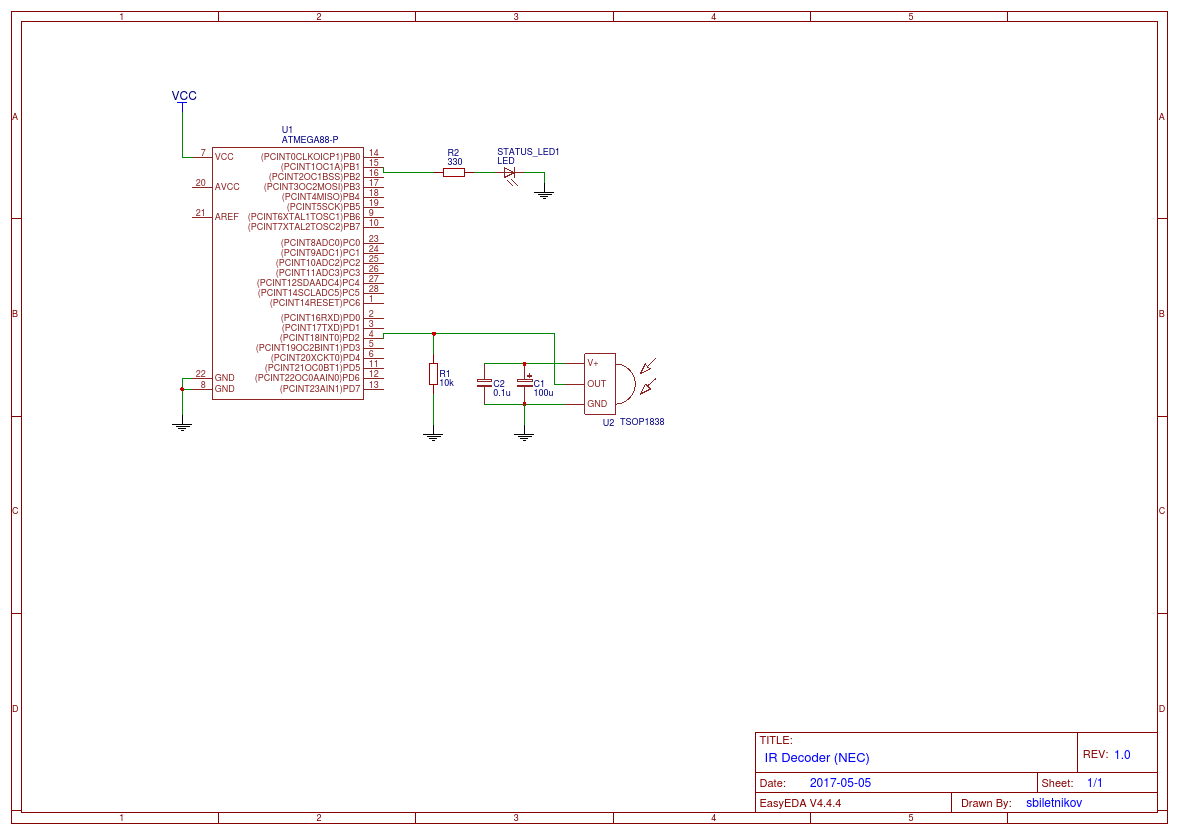 1 2 3 4 5
A A
B B
C C
D D
VCC
U1
ATMEGA88-P
7 VCC
20 AVCC
21 AREF
22 GND
8 GND
(PCINT0CLKOICP1)PB0 14
(PCINT1OC1A)PB1 15
(PCINT2OC1BSS)PB2 16
(PCINT3OC2MOSI)PB3 17
(PCINT4MISO)PB4 18
(PCINT5SCK)PB5 19
(PCINT6XTAL1TOSC1)PB6 9
(PCINT7XTAL2TOSC2)PB7 10
(PCINT8ADC0)PC0 23
(PCINT9ADC1)PC1 24
(PCINT10ADC2)PC2 25
(PCINT11ADC3)PC3 26
(PCINT12SDAADC4)PC4 27
(PCINT14SCLADC5)PC5 28
(PCINT14RESET)PC6 1
(PCINT16RXD)PD0 2
(PCINT17TXD)PD1 3
(PCINT18INT0)PD2 4
(PCINT19OC2BINT1)PD3 5
(PCINT20XCKT0)PD4 6
(PCINT21OC0BT1)PD5 11
(PCINT22OC0AAIN0)PD6 12
(PCINT23AIN1)PD7 13
R2
330
STATUS_LED1
LED
R1
10k
C2
0.1u
+
C1
100u
V+
OUT
GND
U2 TSOP1838
TITLE:
IR Decoder (NEC)
REV: 1.0
Date: 2017-05-05
Sheet: 1/1
EasyEDA V4.4.4
Drawn By: sbiletnikov
1 2 3 4 5